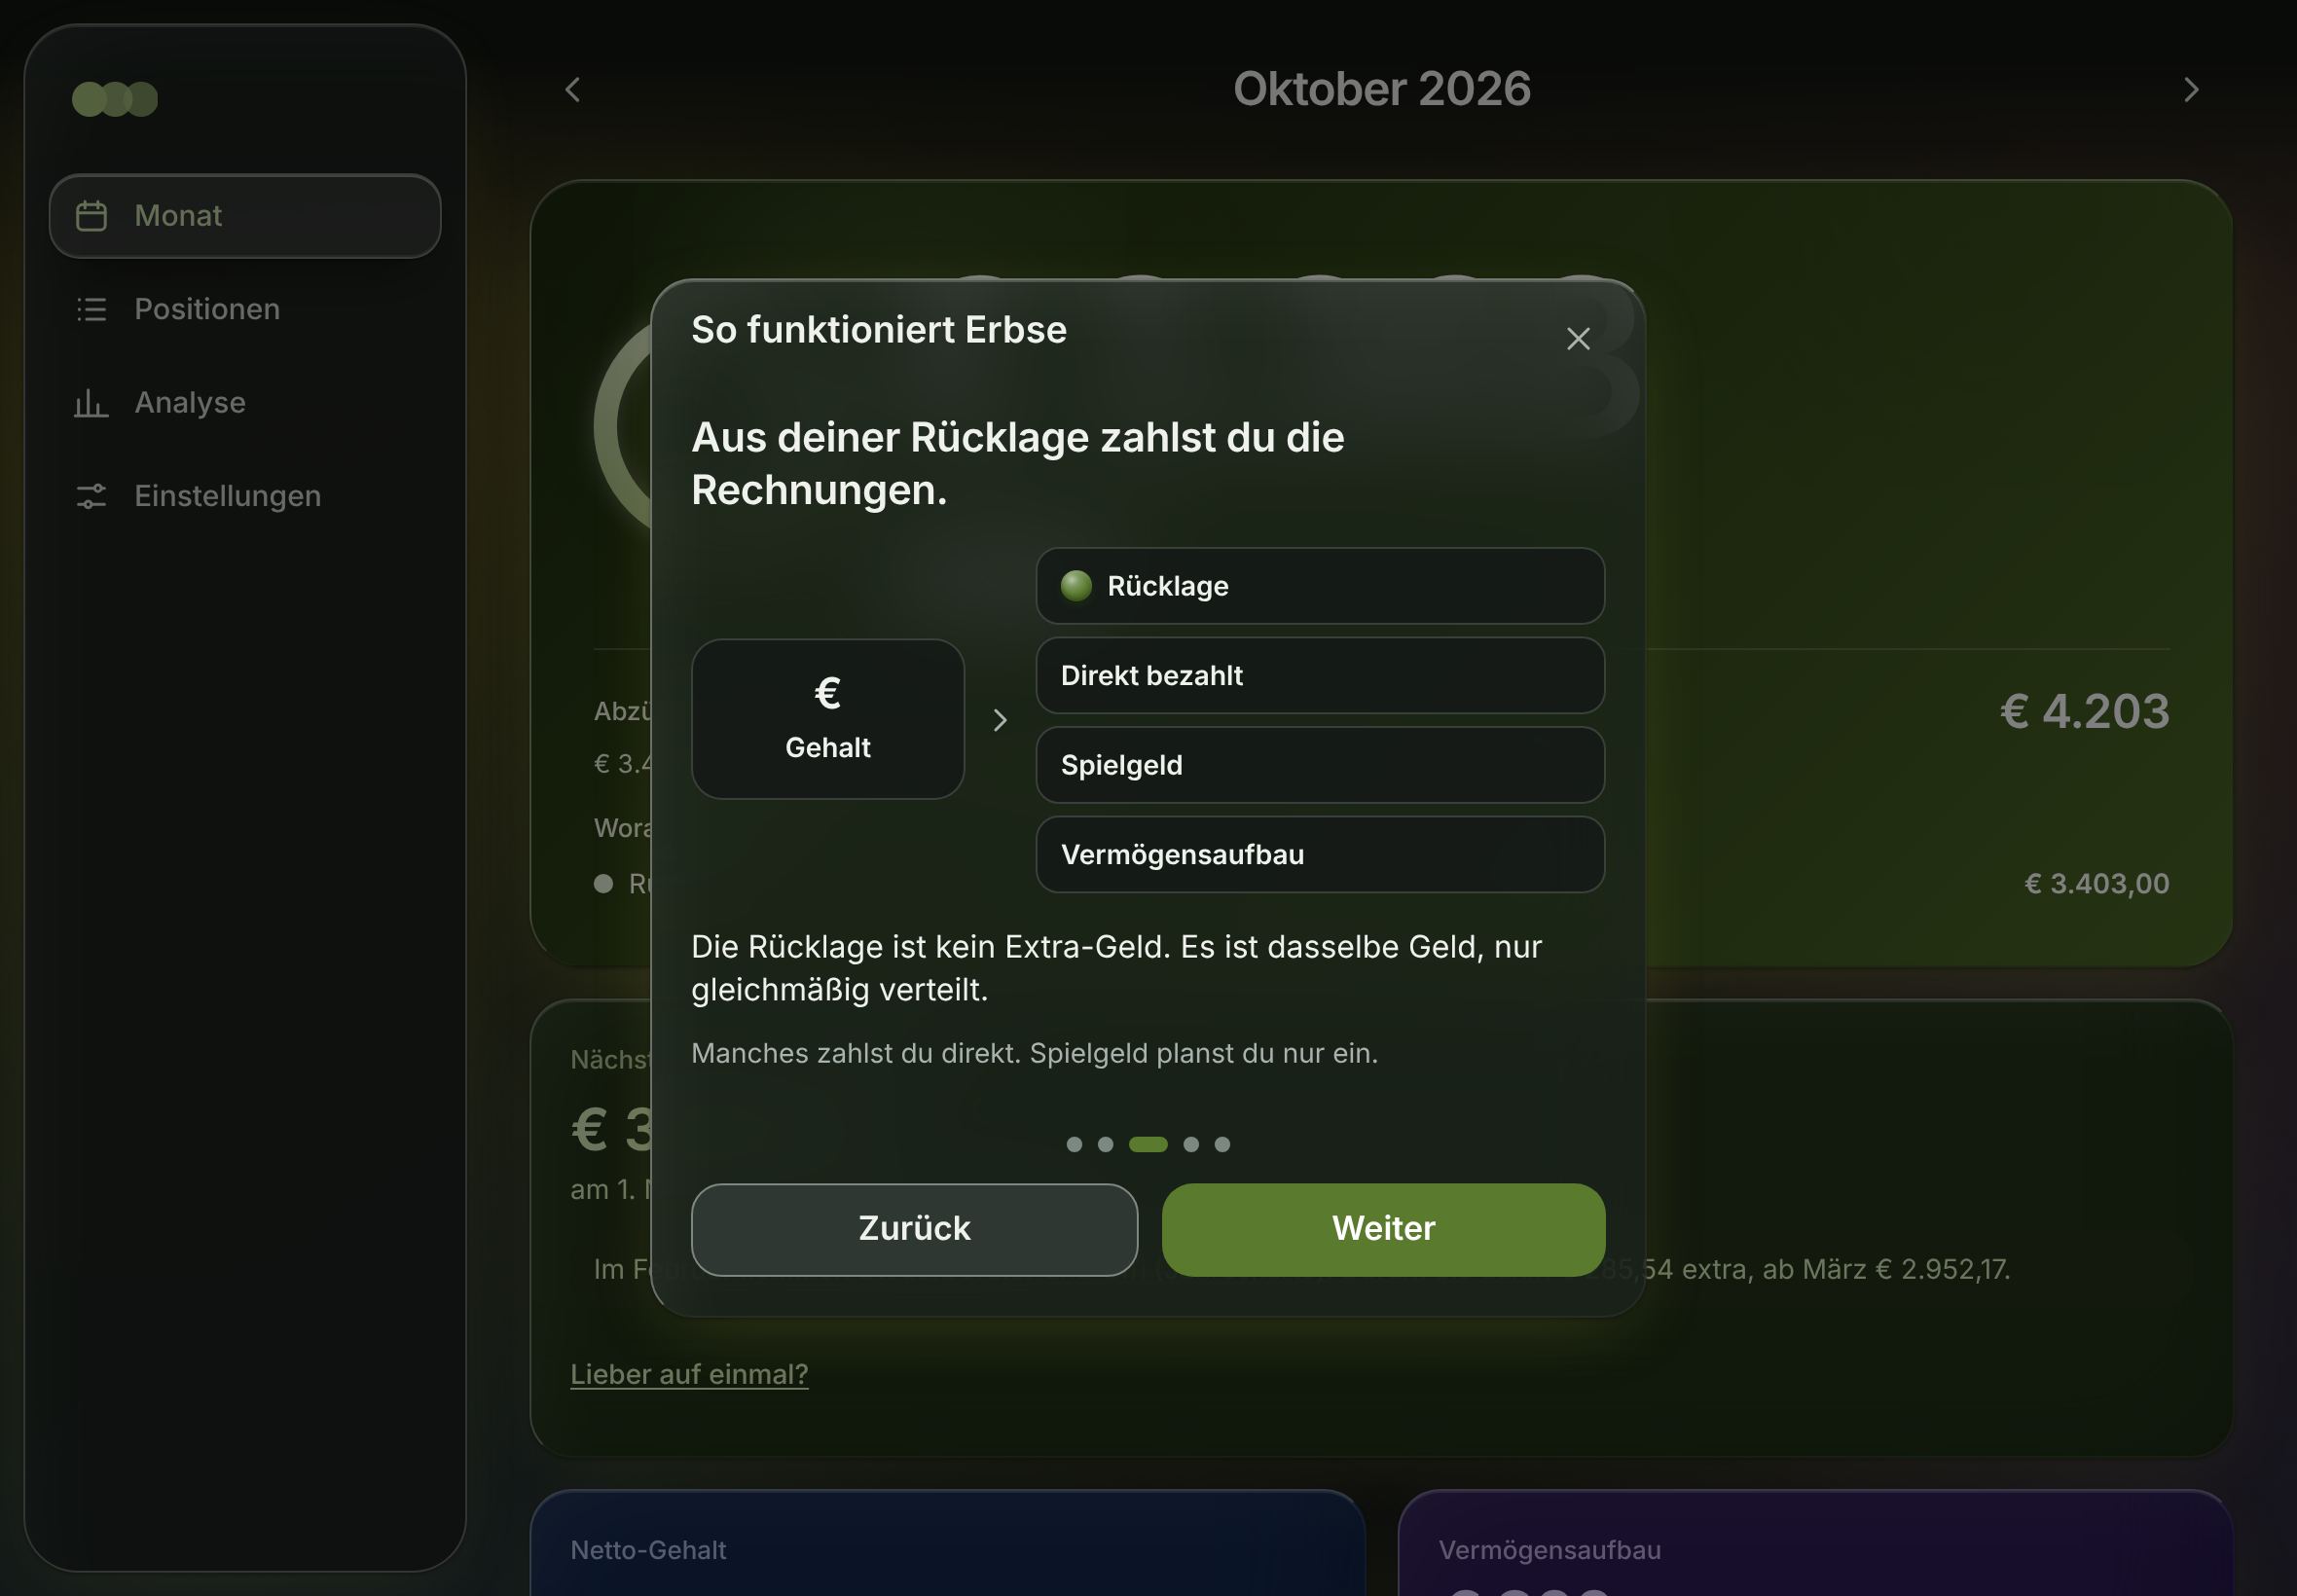 Oktober 2026
Monat
Positionen
Analyse
Einstellungen
So funktioniert Erbse
Aus deiner Rücklage zahlst du die
Rechnungen.
Rücklage
Direkt bezahlt
€
Gehalt
Spielgeld
Vermögensaufbau
Die Rücklage ist kein Extra-Geld. Es ist dasselbe Geld, nur
gleichmäßig verteilt.
Manches zahlst du direkt. Spielgeld planst du nur ein.
Zurück
Weiter
€ 4.203
€ 3.403,00
am 1.
Im
extra, ab März € 2.952,17.
Lieber auf einmal?
Netto-Gehalt
Vermögensaufbau